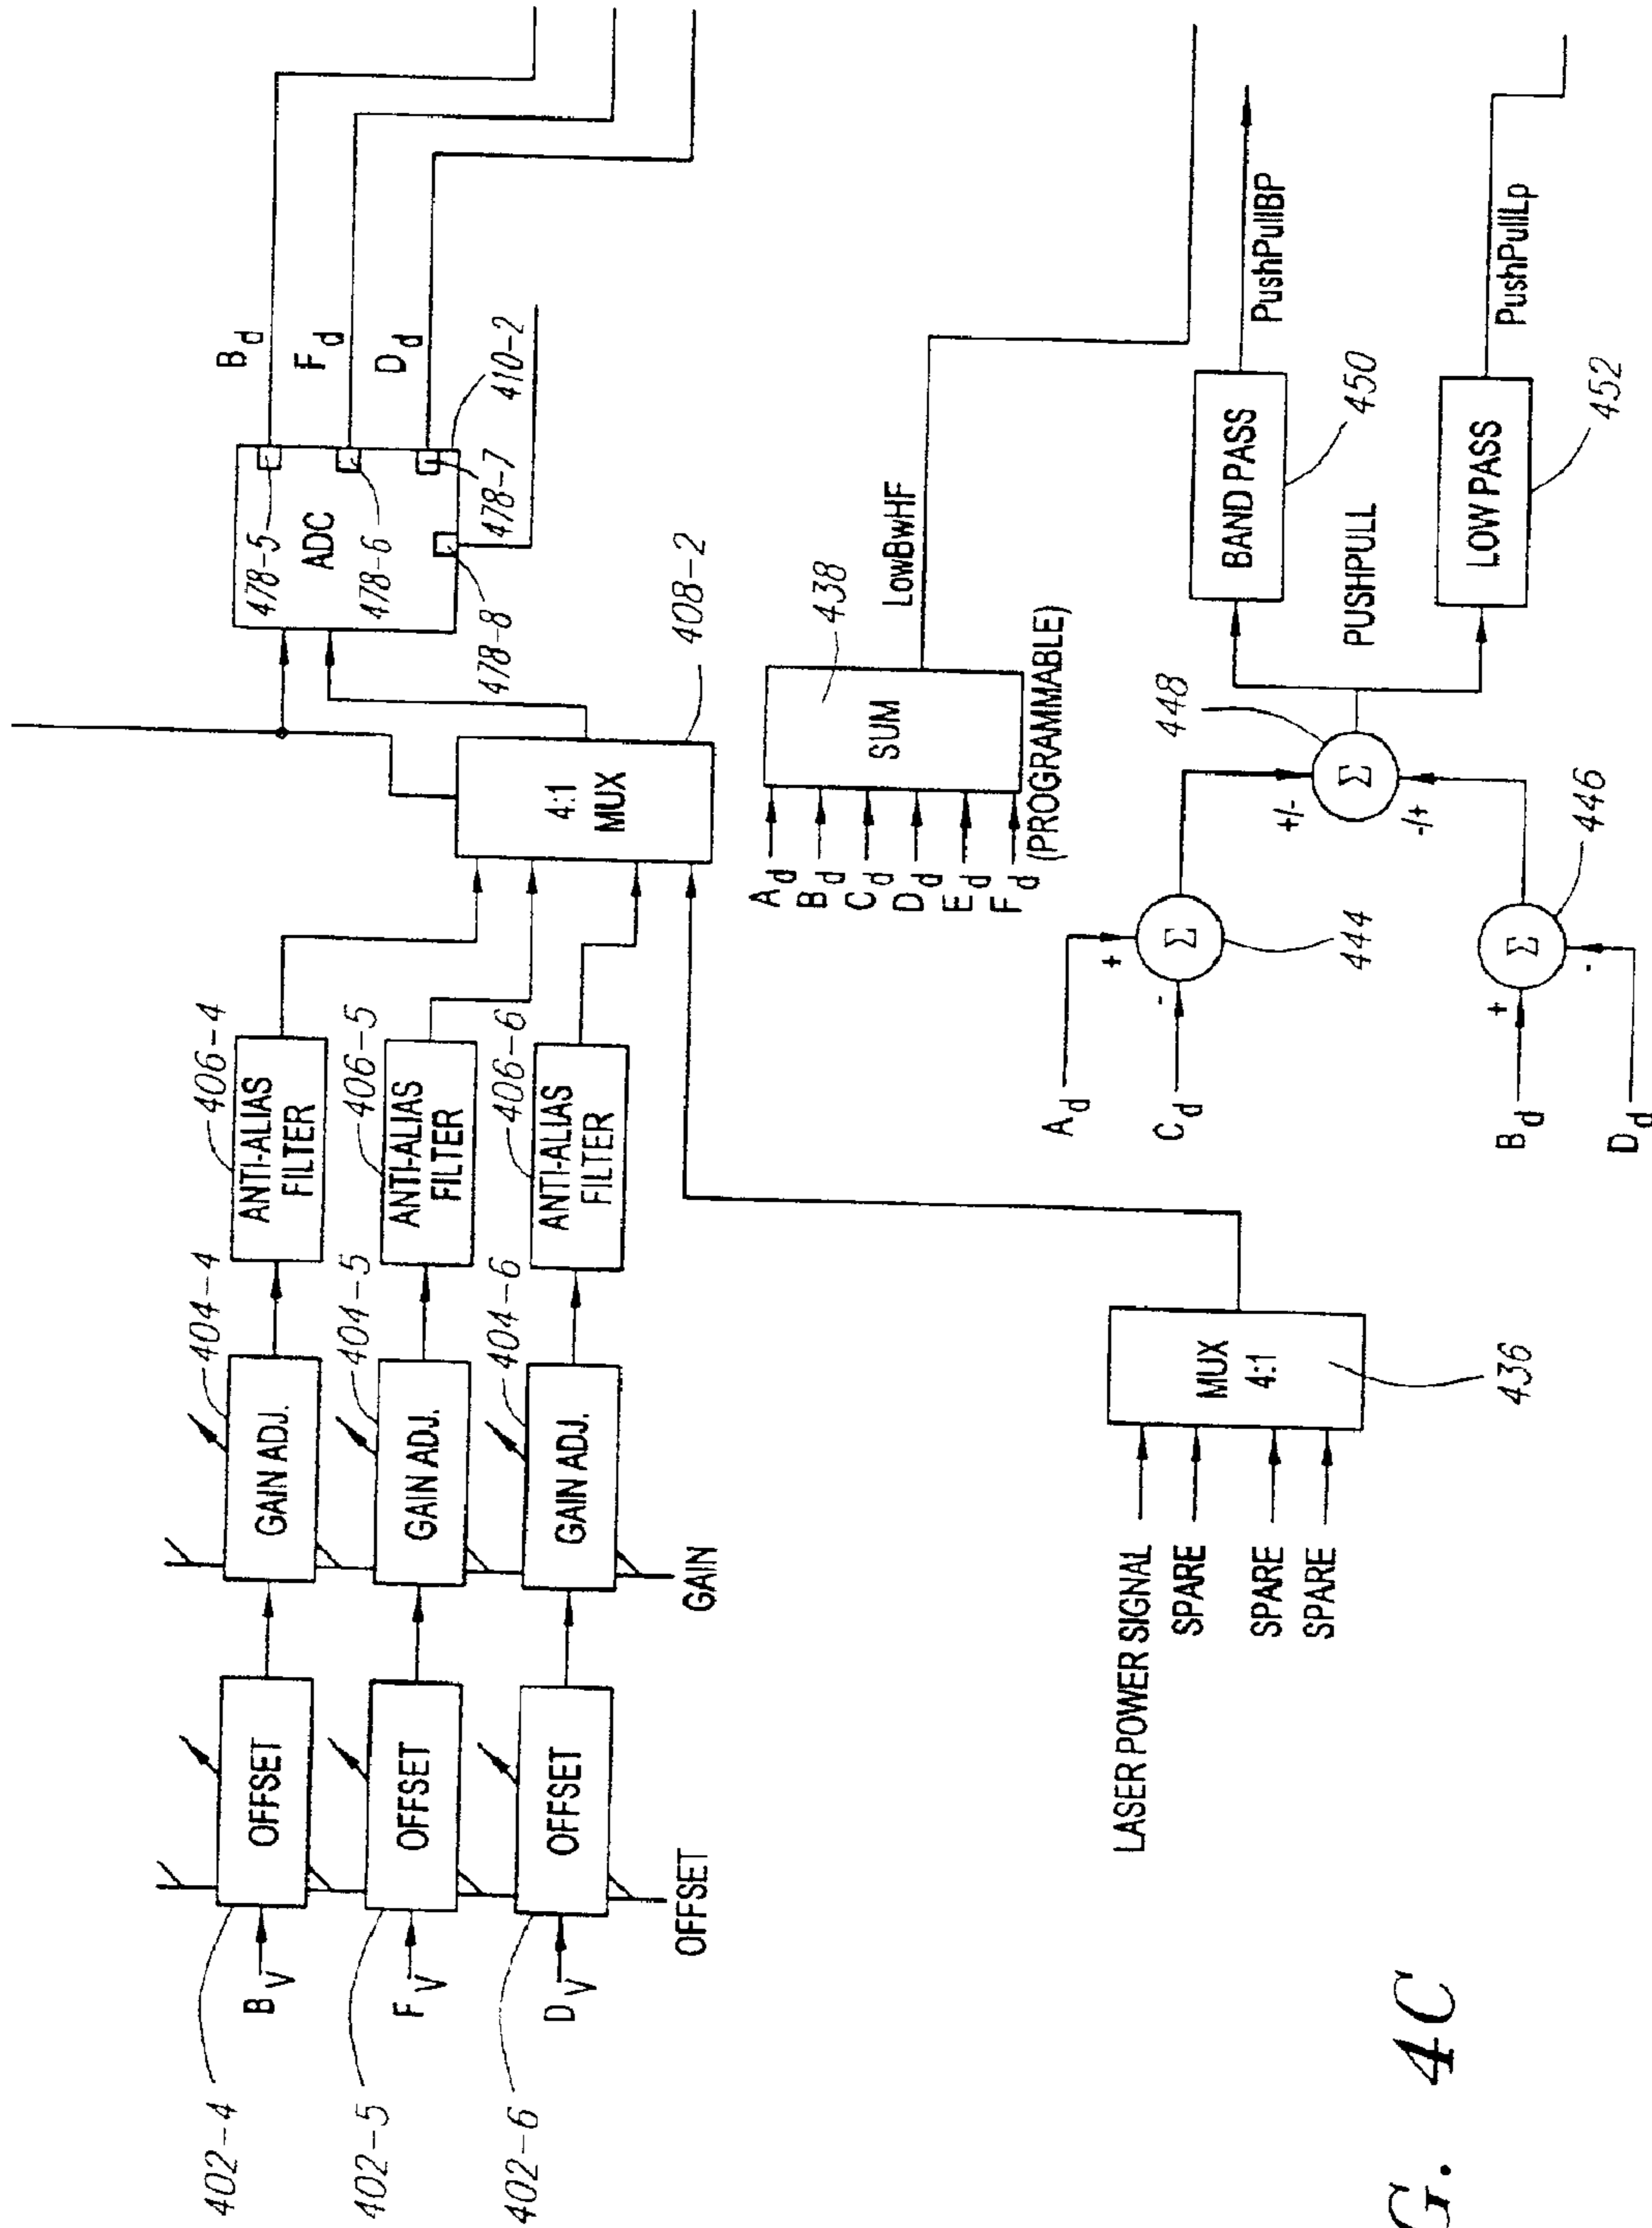 402-4
402-5
402-6
B_V
F_V
D_V
OFFSET
OFFSET
OFFSET
OFFSET
GAIN ADJ.
GAIN ADJ.
GAIN ADJ.
GAIN
404-4
404-5
404-6
ANTI-ALIAS
FILTER
ANTI-ALIAS
FILTER
ANTI-ALIAS
FILTER
406-4
406-5
406-6
4:1
MUX
408-2
ADC
478-5
478-6
478-7
478-8
410-2
B_d
F_d
D_d
LASER POWER SIGNAL
SPARE
SPARE
SPARE
MUX
4:1
436
A_d
B_d
C_d
D_d
E_d
F_d
(PROGRAMMABLE)
SUM
438
LowBwHF
A_d
C_d
+
-
Σ
444
B_d
D_d
+
-
Σ
446
+/-
-/+
Σ
448
PUSHPULL
BAND PASS
450
PushPullBP
LOW PASS
452
PushPullLp
G. 4C